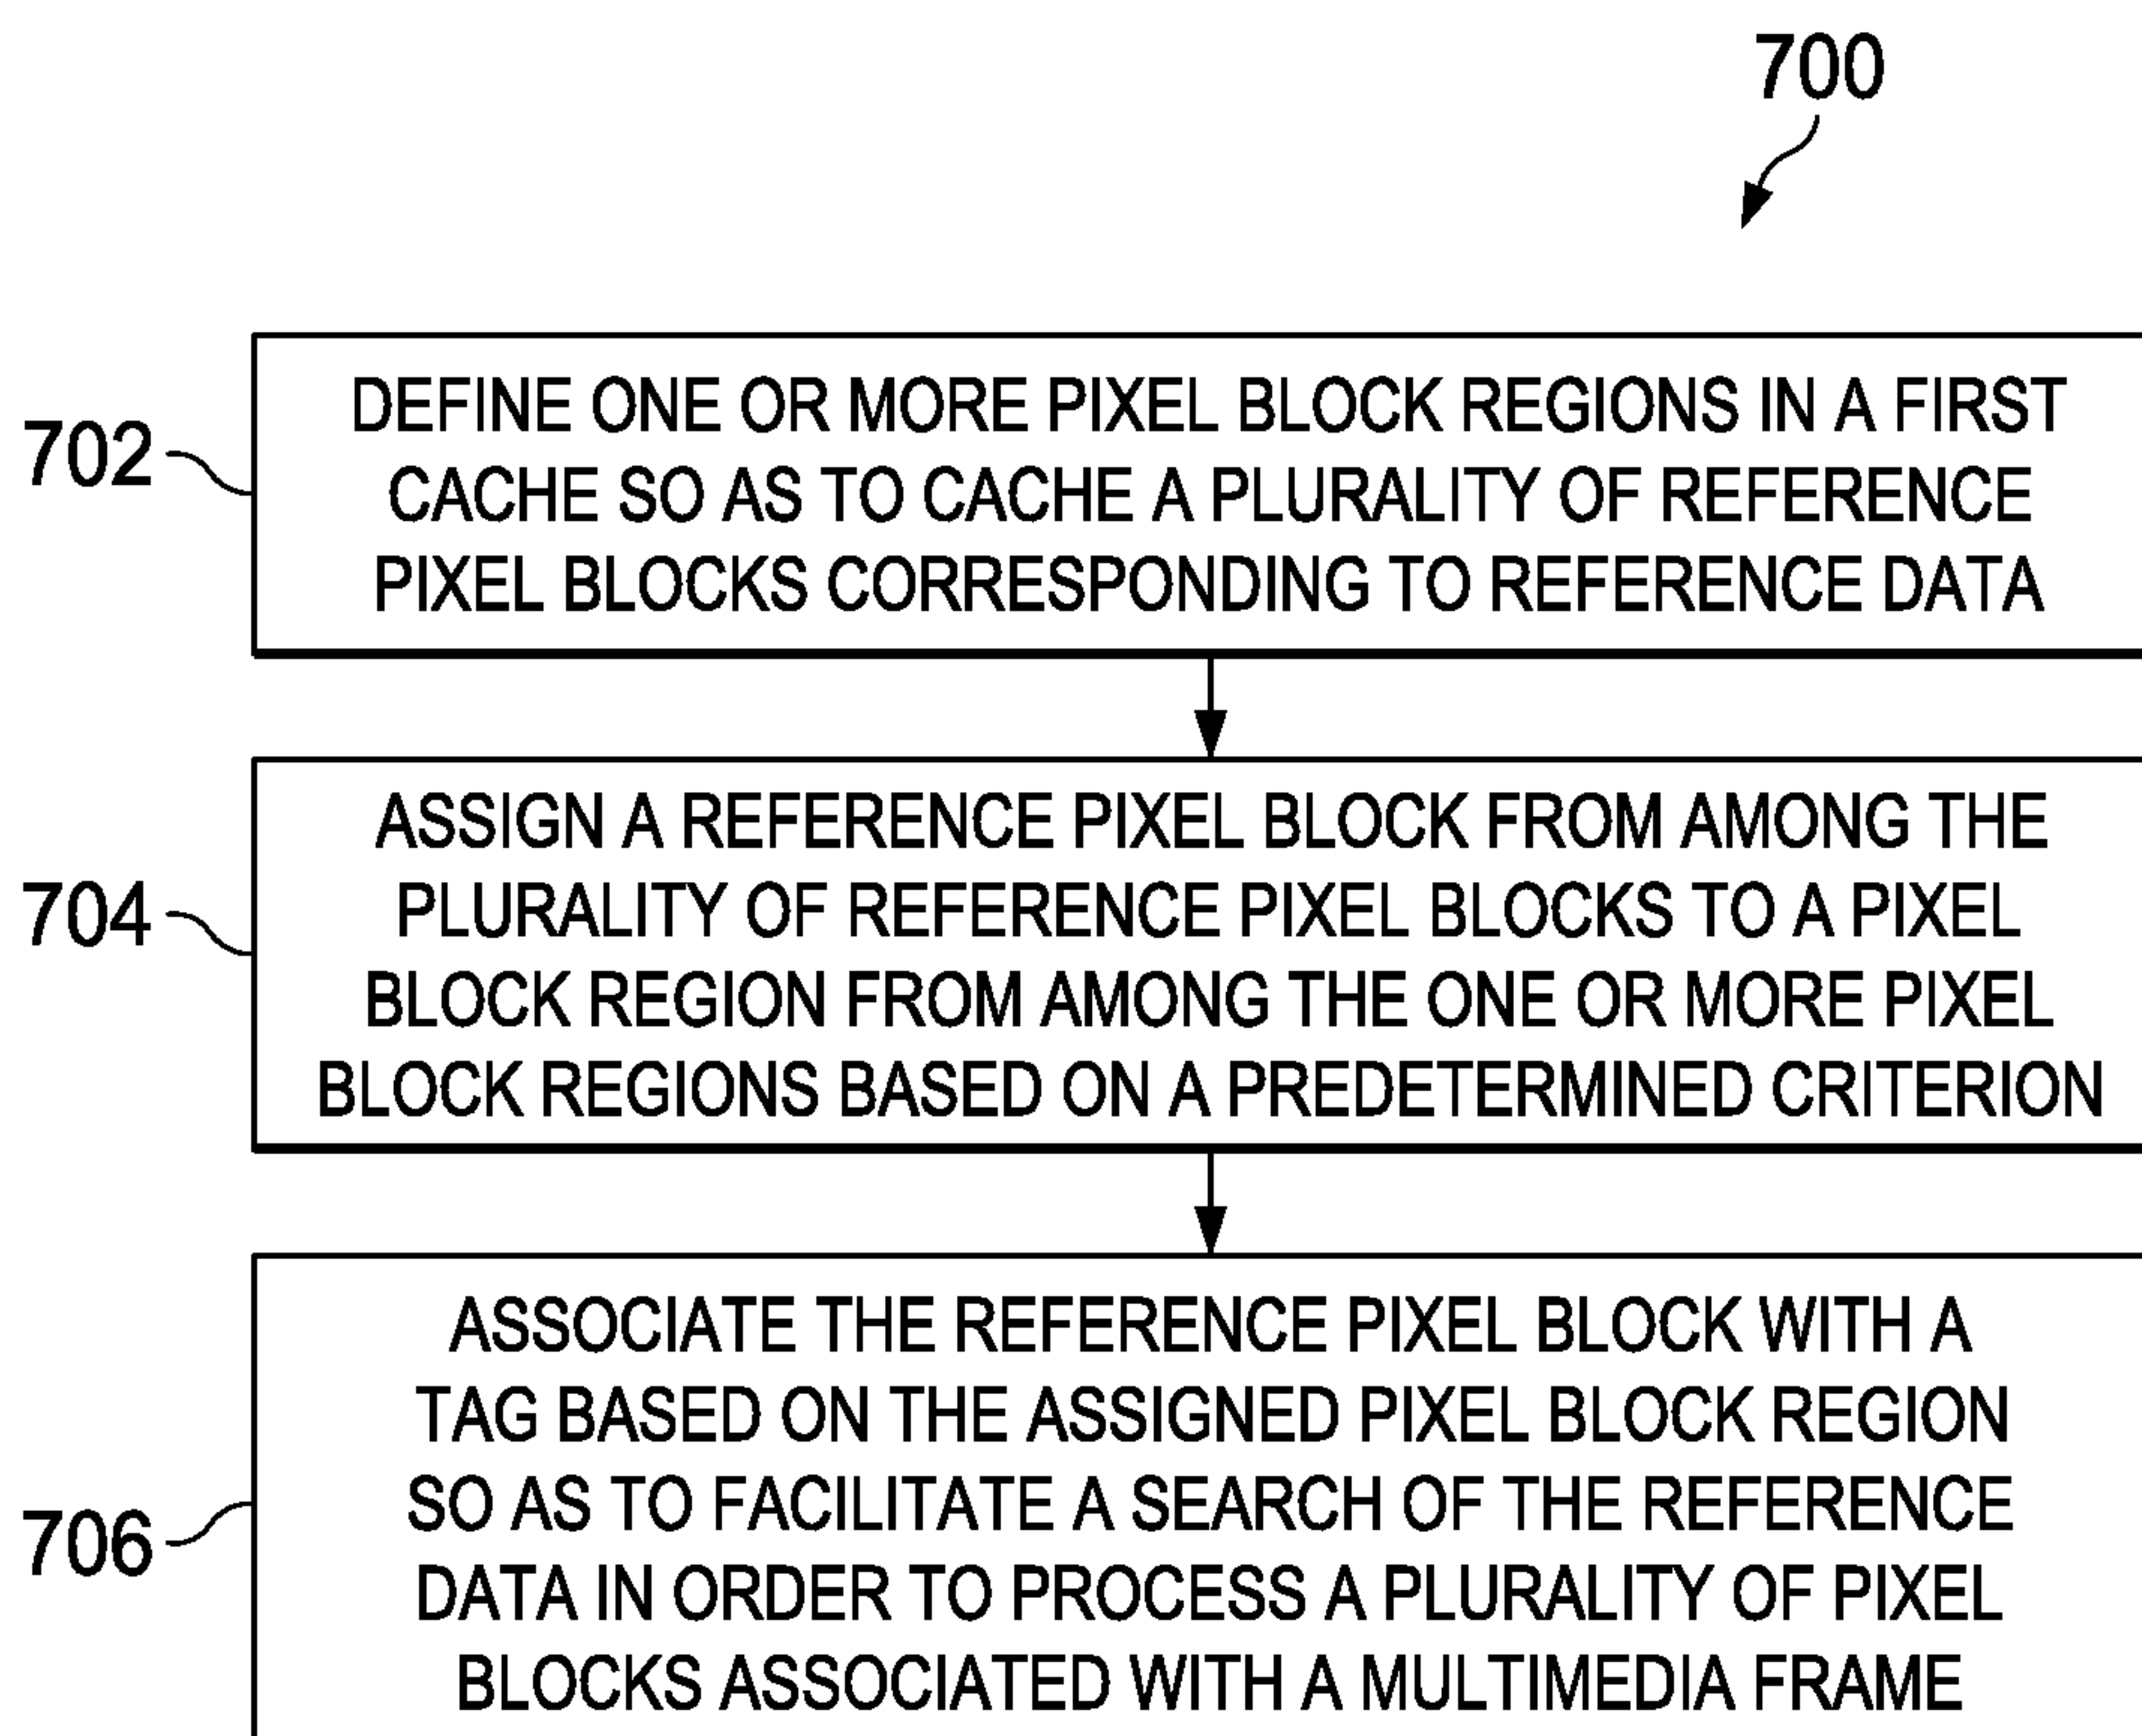 700
702
DEFINE ONE OR MORE PIXEL BLOCK REGIONS IN A FIRST
CACHE SO AS TO CACHE A PLURALITY OF REFERENCE
PIXEL BLOCKS CORRESPONDING TO REFERENCE DATA
704
ASSIGN A REFERENCE PIXEL BLOCK FROM AMONG THE
PLURALITY OF REFERENCE PIXEL BLOCKS TO A PIXEL
BLOCK REGION FROM AMONG THE ONE OR MORE PIXEL
BLOCK REGIONS BASED ON A PREDETERMINED CRITERION
706
ASSOCIATE THE REFERENCE PIXEL BLOCK WITH A
TAG BASED ON THE ASSIGNED PIXEL BLOCK REGION
SO AS TO FACILITATE A SEARCH OF THE REFERENCE
DATA IN ORDER TO PROCESS A PLURALITY OF PIXEL
BLOCKS ASSOCIATED WITH A MULTIMEDIA FRAME